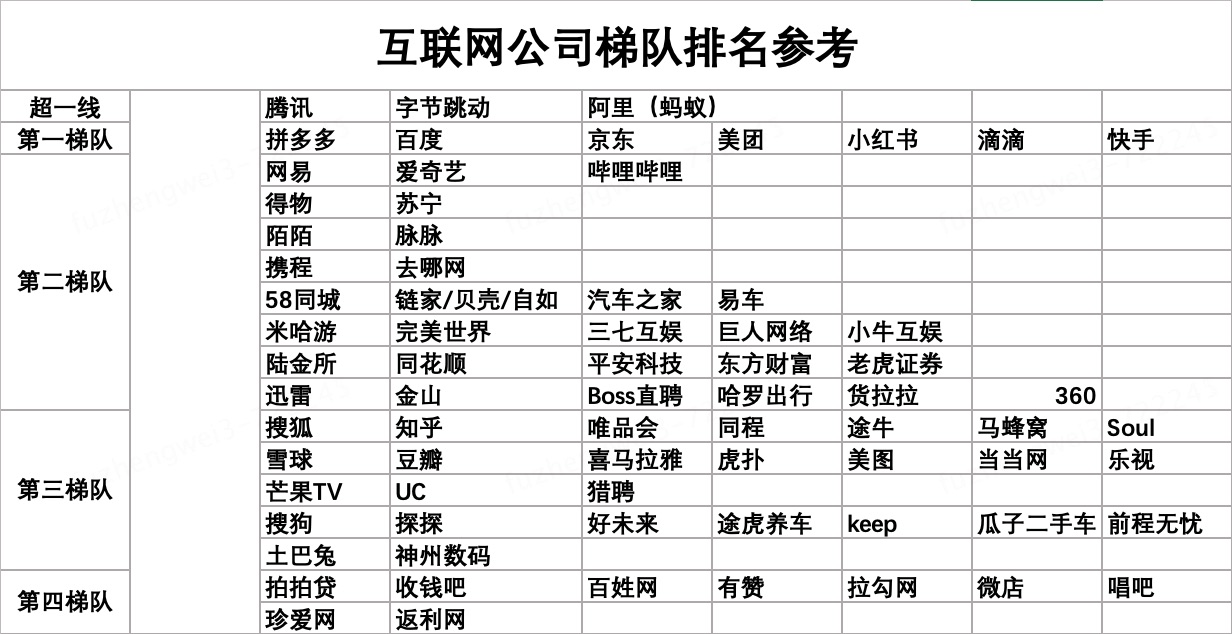 互联网公司梯队排名参考
超一线 腾讯 字节跳动 阿里（蚂蚁）
第一梯队 拼多多 百度 京东 美团 小红书 滴滴 快手
第二梯队 网易 爱奇艺 哔哩哔哩
得物 苏宁
陌陌 脉脉
携程 去哪网
58同城 链家/贝壳/自如 汽车之家 易车
米哈游 完美世界 三七互娱 巨人网络 小牛互娱
陆金所 同花顺 平安科技 东方财富 老虎证券
迅雷 金山 Boss直聘 哈罗出行 货拉拉 360
第三梯队 搜狐 知乎 唯品会 同程 途牛 马蜂窝 Soul
雪球 豆瓣 喜马拉雅 虎扑 美图 当当网 乐视
芒果TV UC 猎聘
搜狗 探探 好未来 途虎养车 keep 瓜子二手车 前程无忧
土巴兔 神州数码
第四梯队 拍拍贷 收钱吧 百姓网 有赞 拉勾网 微店 唱吧
珍爱网 返利网